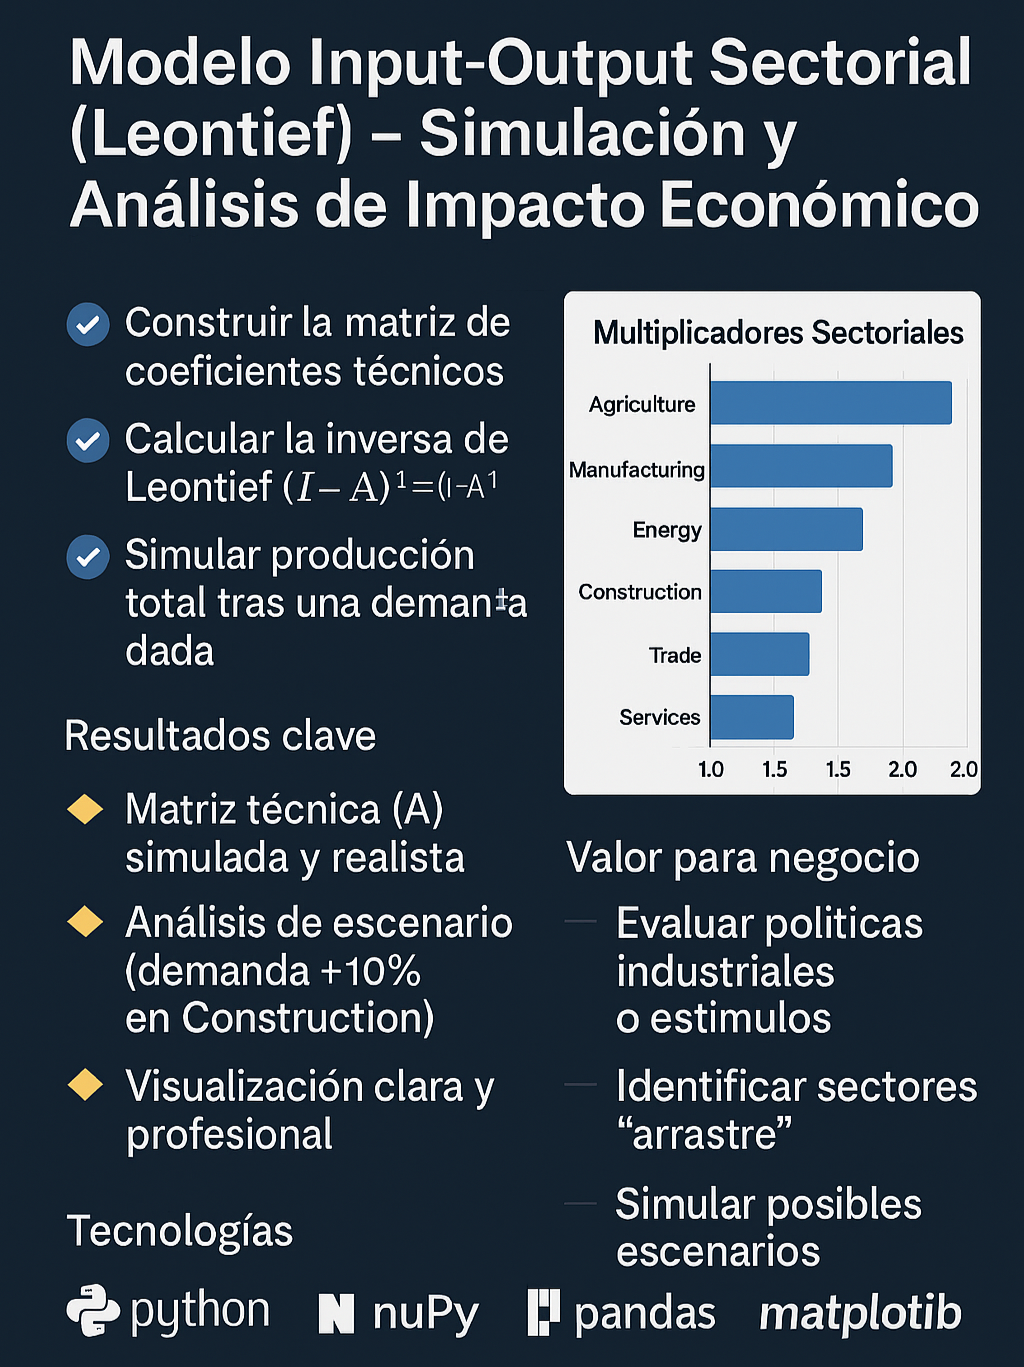 Modelo Input-Output Sectorial
(Leontief) – Simulación y
Análisis de Impacto Económico
Construir la matriz de
coeficientes técnicos
Calcular la inversa de
Leontief (I – A)¹=(I-A¹
Simular producción
total tras una deman‡a
dada
Resultados clave
Matriz técnica (A)
simulada y realista
Análisis de escenario
(demanda +10%
en Construction)
Visualización clara y
profesional
Multiplicadores Sectoriales
Agriculture
Manufacturing
Energy
Construction
Trade
Services
1.0 1.5 1.5 2.0 2.0
Valor para negocio
— Evaluar politicas
industriales
o estimulos
— Identificar sectores
“arrastre”
— Simular posibles
escenarios
Tecnologías
python nuPy pandas matplotib